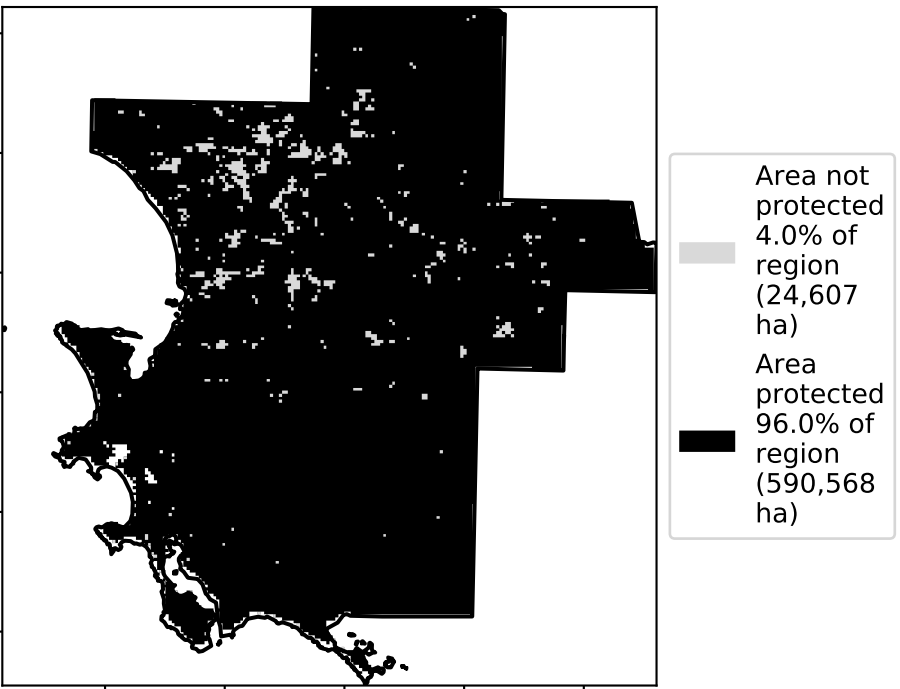 Area not
protected
4.0% of
region
(24,607
ha)
Area
protected
96.0% of
region
(590,568
ha)